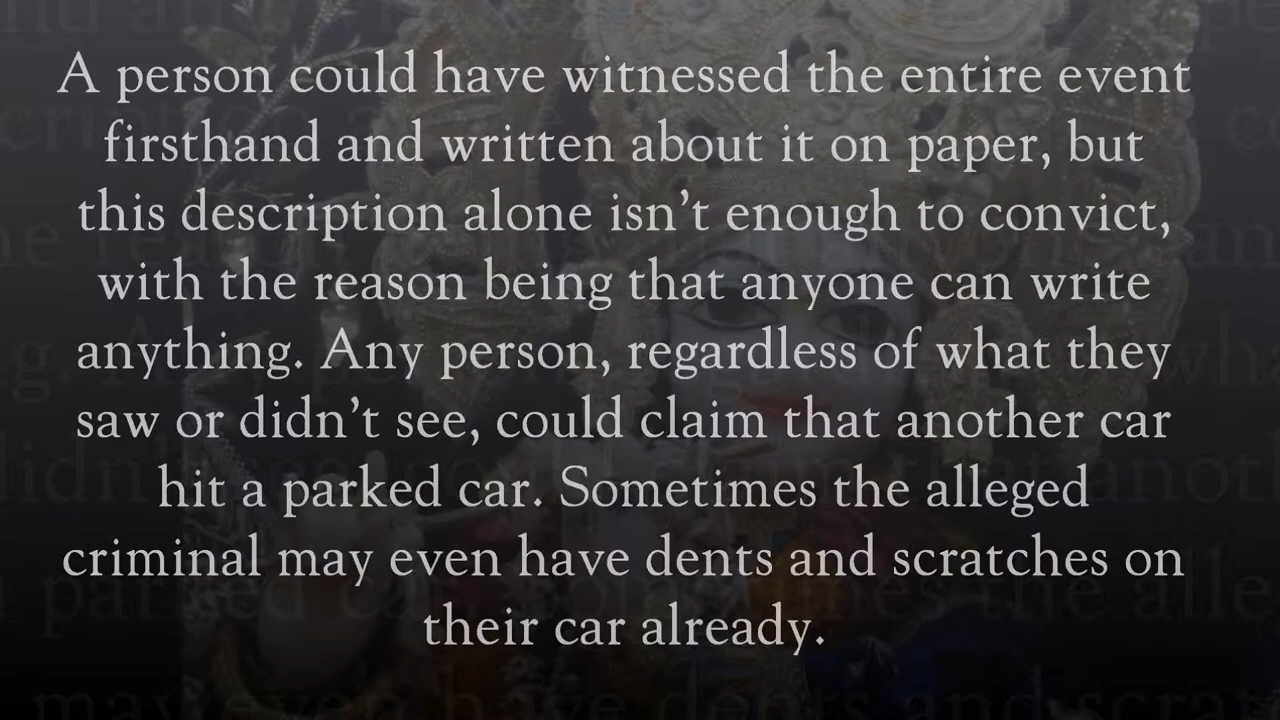 A person could have witnessed the entire event
firsthand and written about it on paper, but
this description alone isn’t enough to convict,
with the reason being that anyone can write
anything. Any person, regardless of what they
saw or didn’t see, could claim that another car
hit a parked car. Sometimes the alleged
criminal may even have dents and scratches on
their car already.